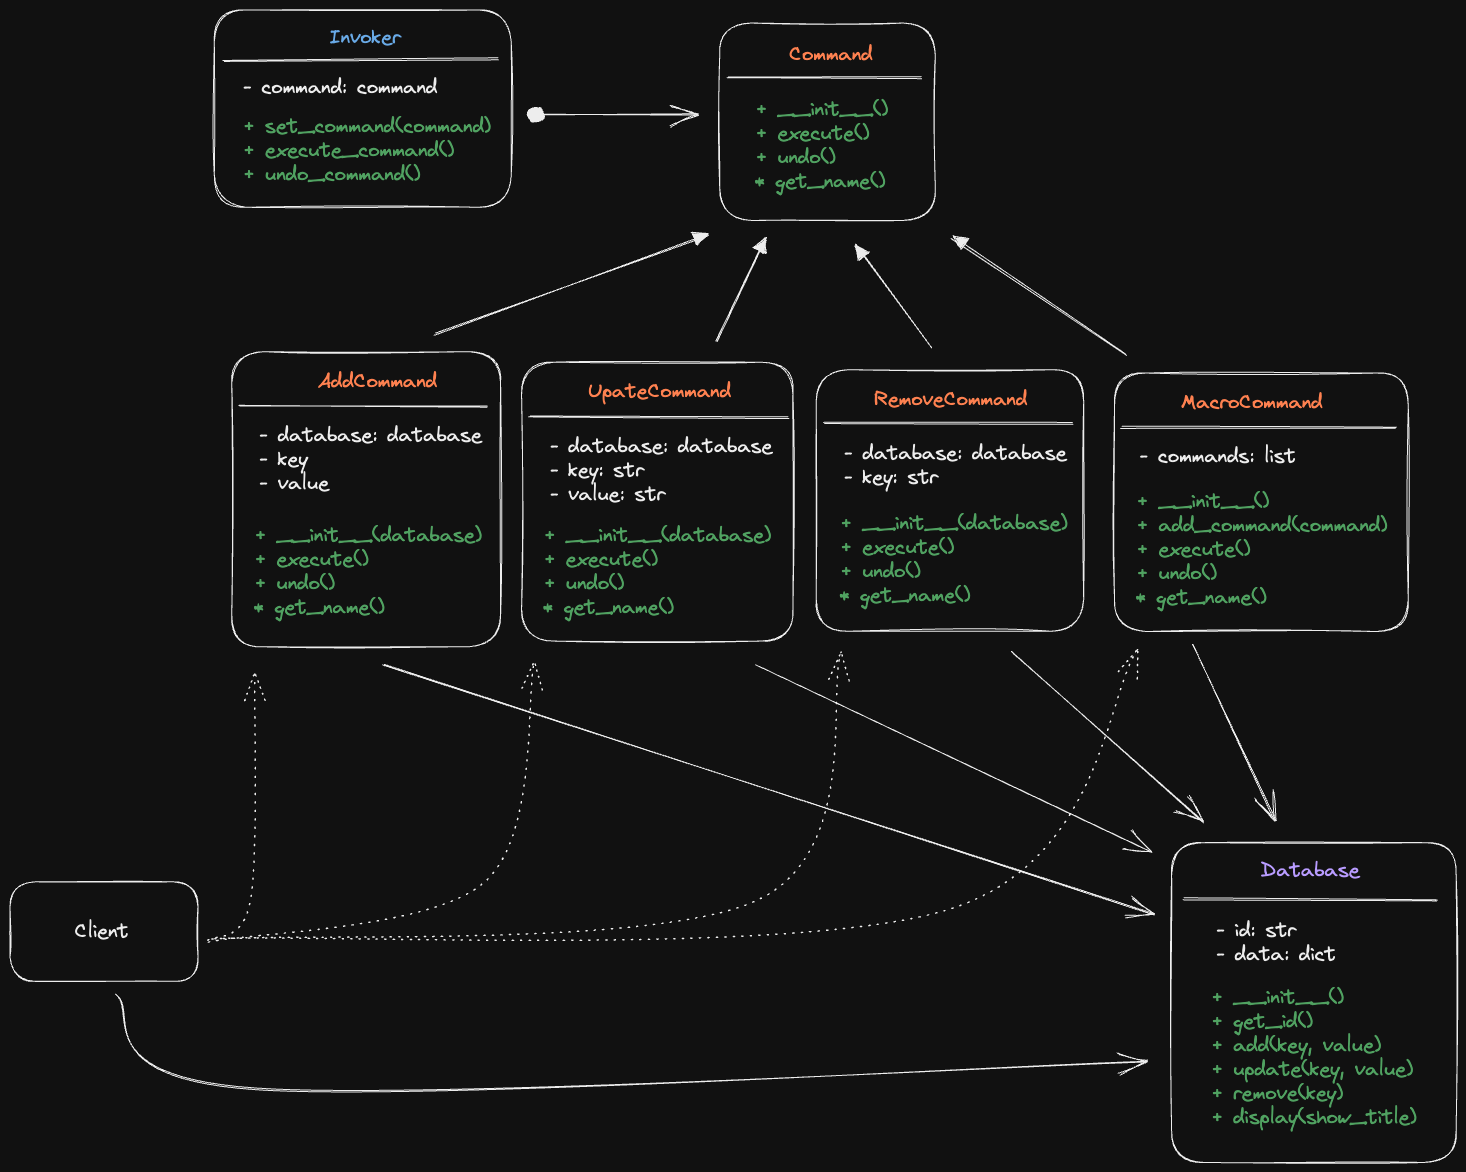 Invoker
- command: command
+ set_command(command)
+ execute_command()
+ undo_command()
Command
+ __init__()
+ execute()
+ undo()
* get_name()
AddCommand
- database: database
- key
- value
+ __init__(database)
+ execute()
+ undo()
* get_name()
UpateCommand
- database: database
- key: str
- value: str
+ __init__(database)
+ execute()
+ undo()
* get_name()
RemoveCommand
- database: database
- key: str
+ __init__(database)
+ execute()
+ undo()
* get_name()
MacroCommand
- commands: list
+ __init__()
+ add_command(command)
+ execute()
+ undo()
* get_name()
Client
Database
- id: str
- data: dict
+ __init__()
+ get_id()
+ add(key, value)
+ update(key, value)
+ remove(key)
+ display(show_title)